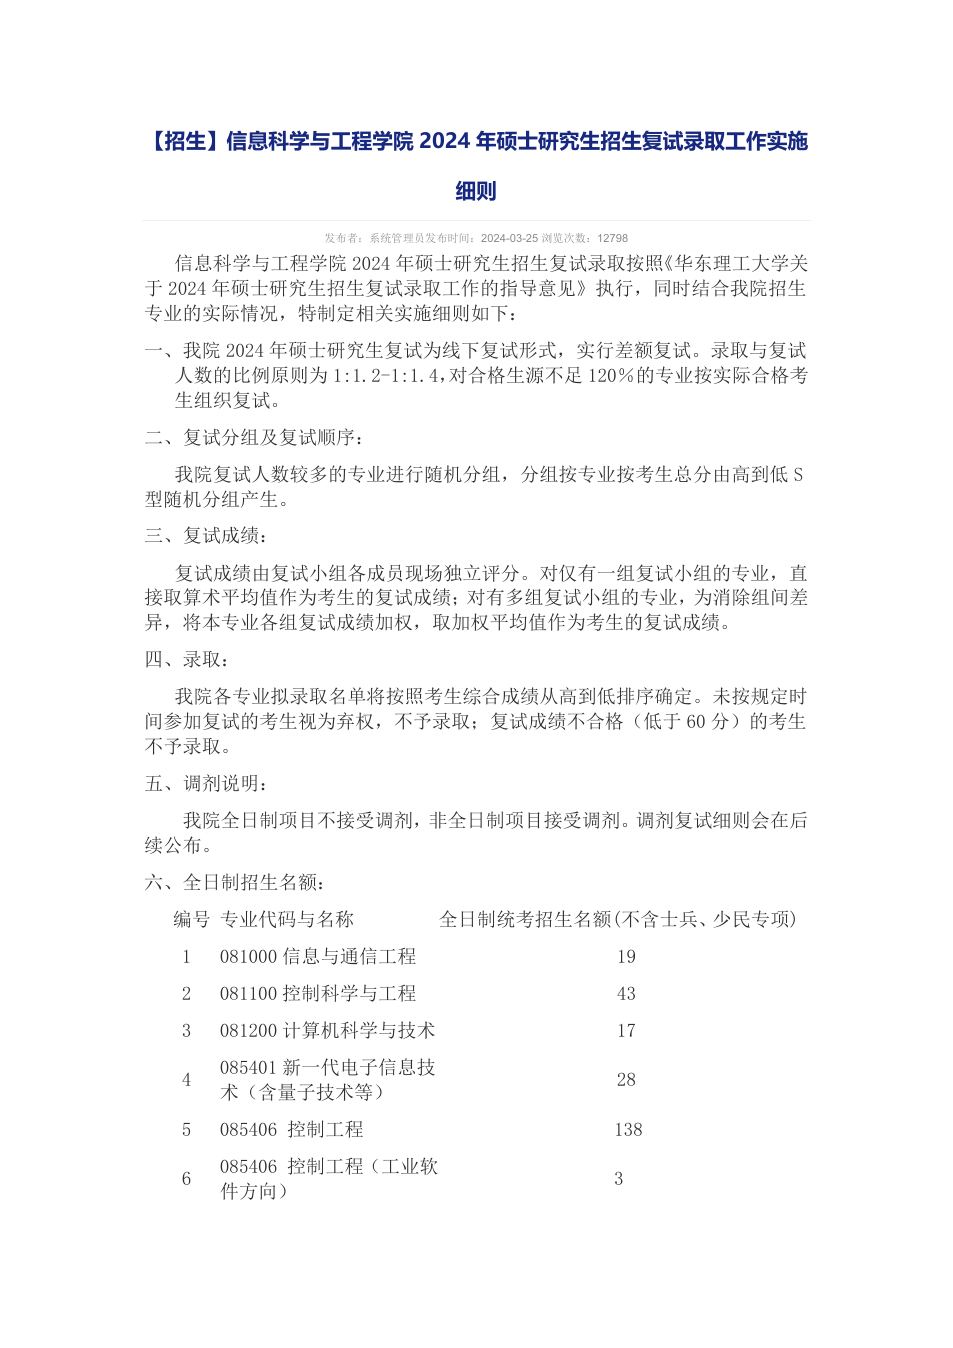 【招生】信息科学与工程学院 2024 年硕士研究生招生复试录取工作实施
细则
发布者：系统管理员发布时间：2024-03-25 浏览次数：12798
信息科学与工程学院 2024 年硕士研究生招生复试录取按照《华东理工大学关
于 2024 年硕士研究生招生复试录取工作的指导意见》执行，同时结合我院招生
专业的实际情况，特制定相关实施细则如下：
一、我院 2024 年硕士研究生复试为线下复试形式，实行差额复试。录取与复试
人数的比例原则为 1:1.2-1:1.4，对合格生源不足 120％的专业按实际合格考
生组织复试。
二、复试分组及复试顺序：
我院复试人数较多的专业进行随机分组，分组按专业按考生总分由高到低 S
型随机分组产生。
三、复试成绩：
复试成绩由复试小组各成员现场独立评分。对仅有一组复试小组的专业，直
接取算术平均值作为考生的复试成绩；对有多组复试小组的专业，为消除组间差
异，将本专业各组复试成绩加权，取加权平均值作为考生的复试成绩。
四、录取：
我院各专业拟录取名单将按照考生综合成绩从高到低排序确定。未按规定时
间参加复试的考生视为弃权，不予录取；复试成绩不合格（低于 60 分）的考生
不予录取。
五、调剂说明：
我院全日制项目不接受调剂，非全日制项目接受调剂。调剂复试细则会在后
续公布。
六、全日制招生名额：
编号 专业代码与名称 全日制统考招生名额(不含士兵、少民专项)
1 081000 信息与通信工程 19
2 081100 控制科学与工程 43
3 081200 计算机科学与技术 17
4 085401 新一代电子信息技 28
术（含量子技术等）
5 085406 控制工程 138
6 085406 控制工程（工业软 3
件方向）